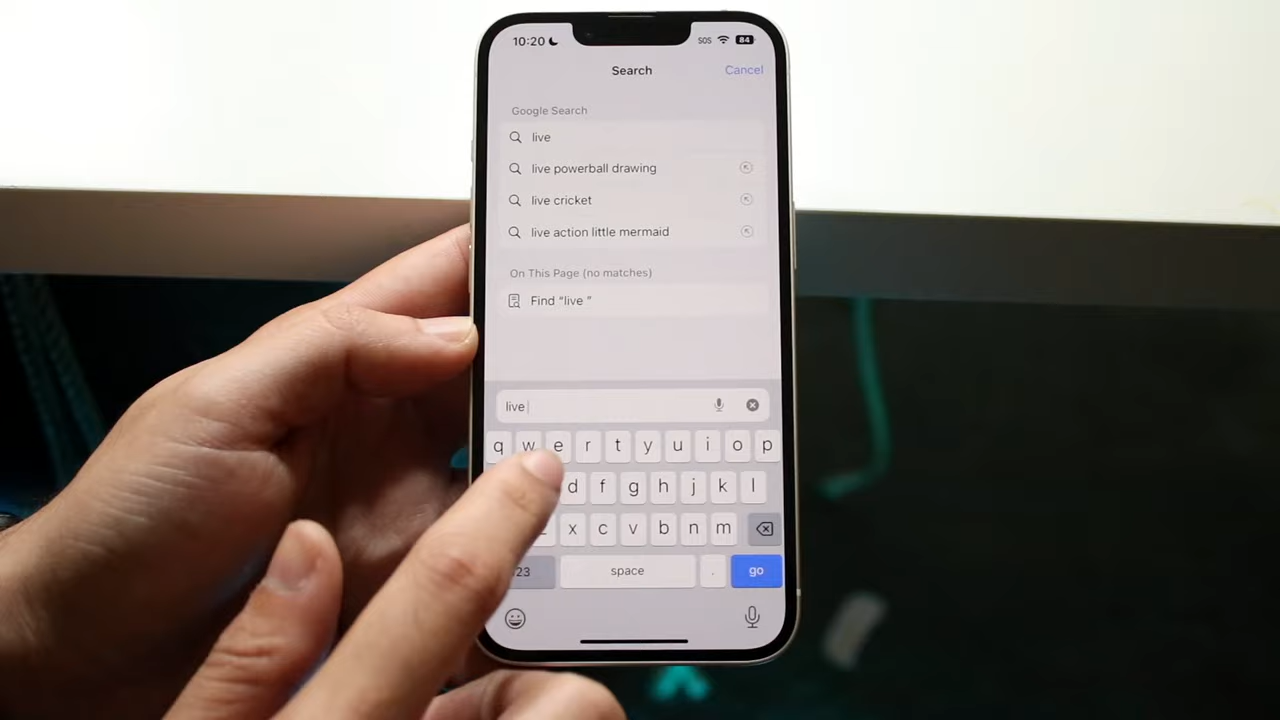 10:20 SOS 84
Search Cancel
Google Search
live
live powerball drawing
live cricket
live action little mermaid
On This Page (no matches)
Find “live ”
live
q w e r t y u i o p
d f g h j k l
x c v b n m
123 space . go